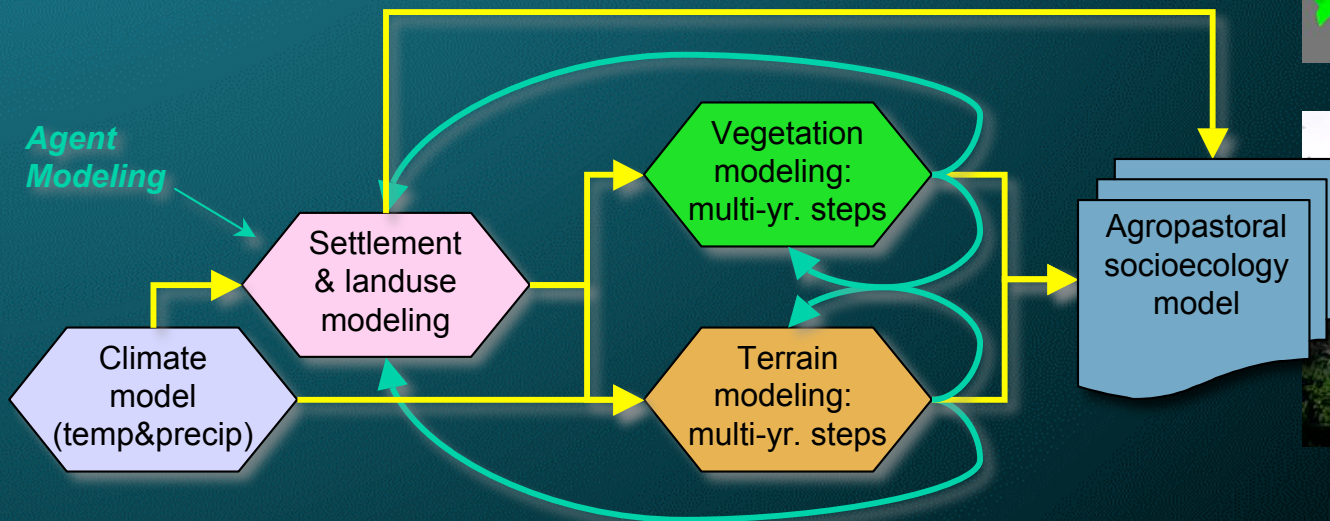 Agent
Modeling
Climate
model
(temp&precip)
Settlement
& landuse
modeling
Vegetation
modeling:
multi-yr. steps
Terrain
modeling:
multi-yr. steps
Agropastoral
socioecology
model